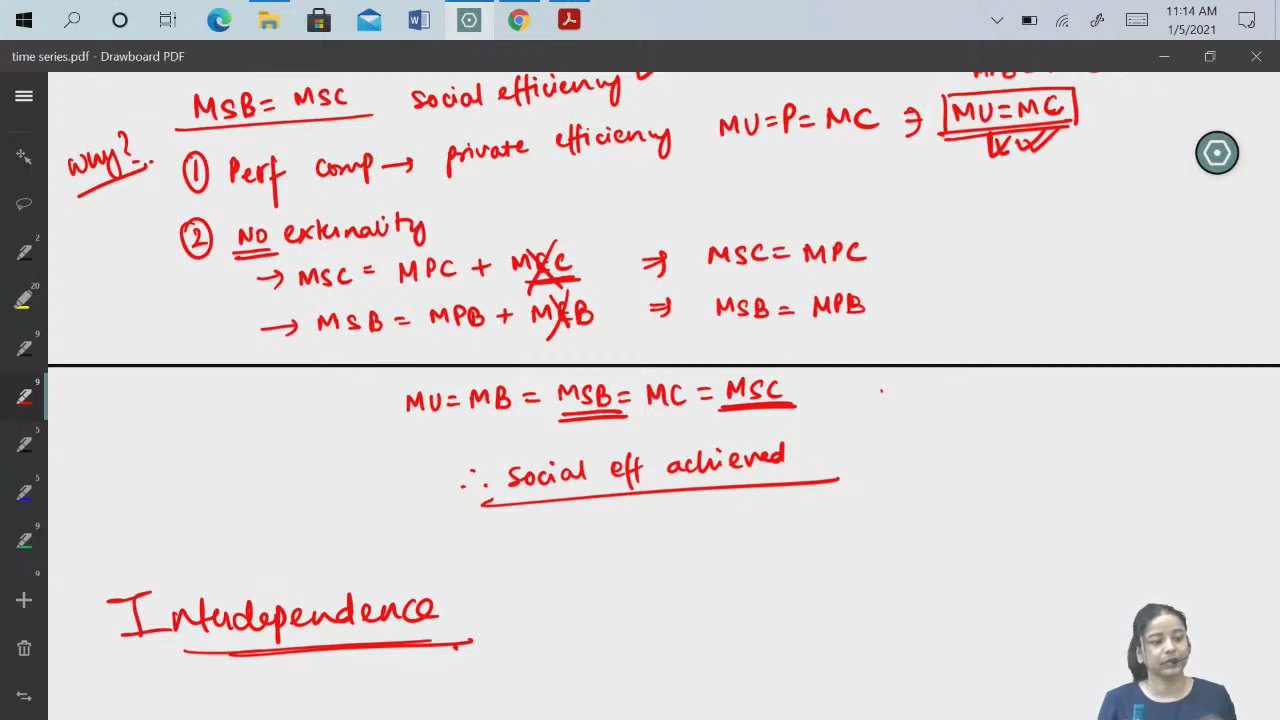 11:14 AM
1/5/2021
time series.pdf - Drawboard PDF
MSB = MSC social efficiency
Why?
① Perf comp → private efficiency MU = P = MC ⇒ MU = MC
② NO externality
→ MSC = MPC + MEC ⇒ MSC = MPC
→ MSB = MPB + MEB ⇒ MSB = MPB
MU = MB = MSB = MC = MSC
∴ Social eff achieved
Interdependence